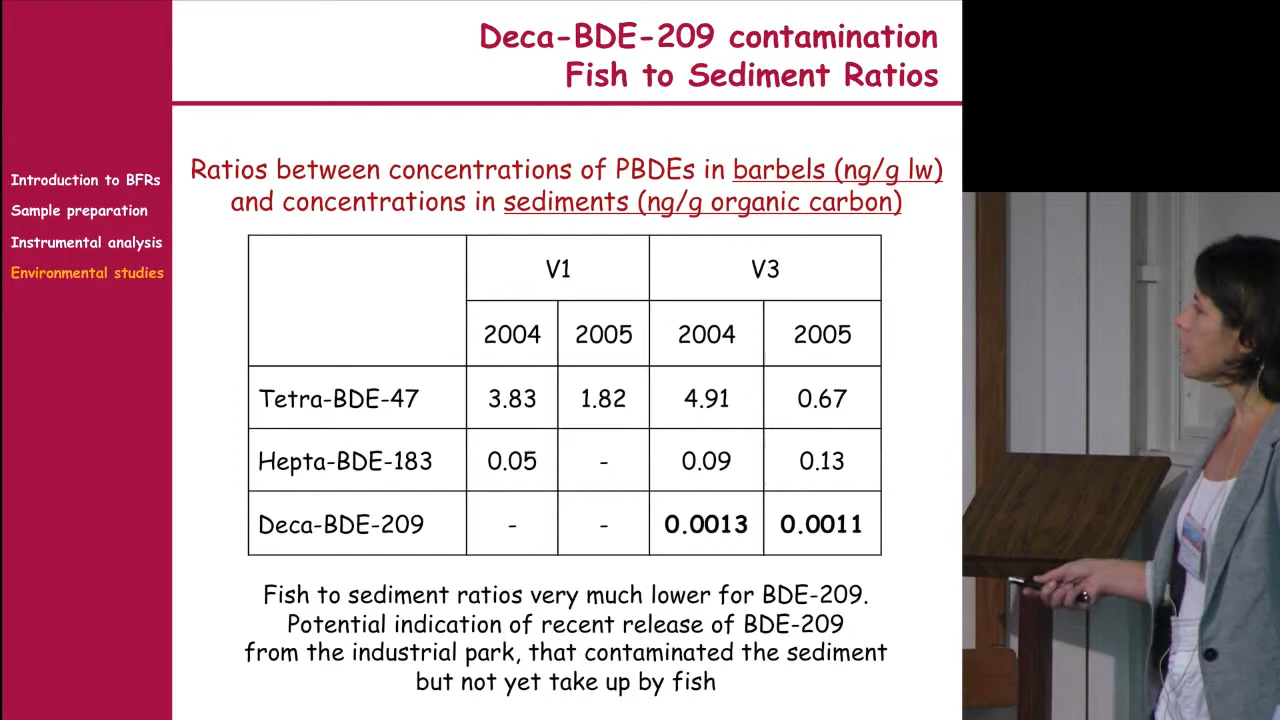 Deca-BDE-209 contamination
Fish to Sediment Ratios
Introduction to BFRs
Sample preparation
Instrumental analysis
Environmental studies
Ratios between concentrations of PBDEs in barbels (ng/g lw)
and concentrations in sediments (ng/g organic carbon)
V1 V3
2004 2005 2004 2005
Tetra-BDE-47 3.83 1.82 4.91 0.67
Hepta-BDE-183 0.05 - 0.09 0.13
Deca-BDE-209 - - 0.0013 0.0011
Fish to sediment ratios very much lower for BDE-209.
Potential indication of recent release of BDE-209
from the industrial park, that contaminated the sediment
but not yet take up by fish